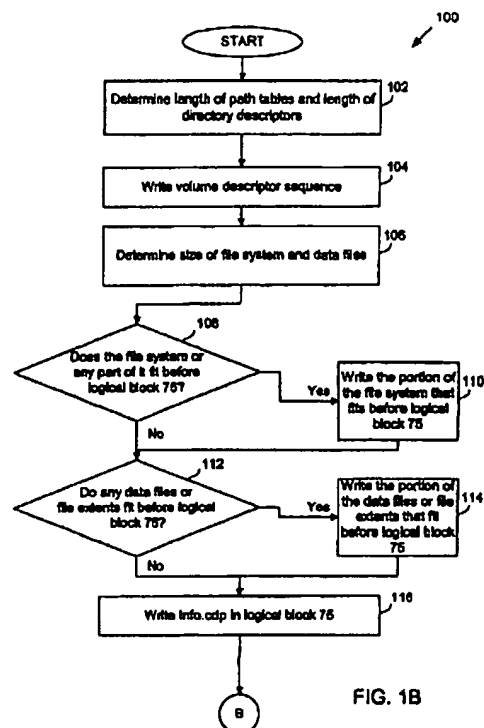 100
START
102
Determine length of path tables and length of
directory descriptors
104
Write volume descriptor sequence
106
Determine size of file system and data files
108
Does the file system or
any part of it fit before
logical block 75?
Yes
110
Write the portion of
the file system that
fits before logical
block 75
No
112
Do any data files or
file extents fit before logical
block 75?
Yes
114
Write the portion of
the data files or file
extents that fit
before logical block
75
No
116
Write info.cdp in logical block 75
B
FIG. 1B